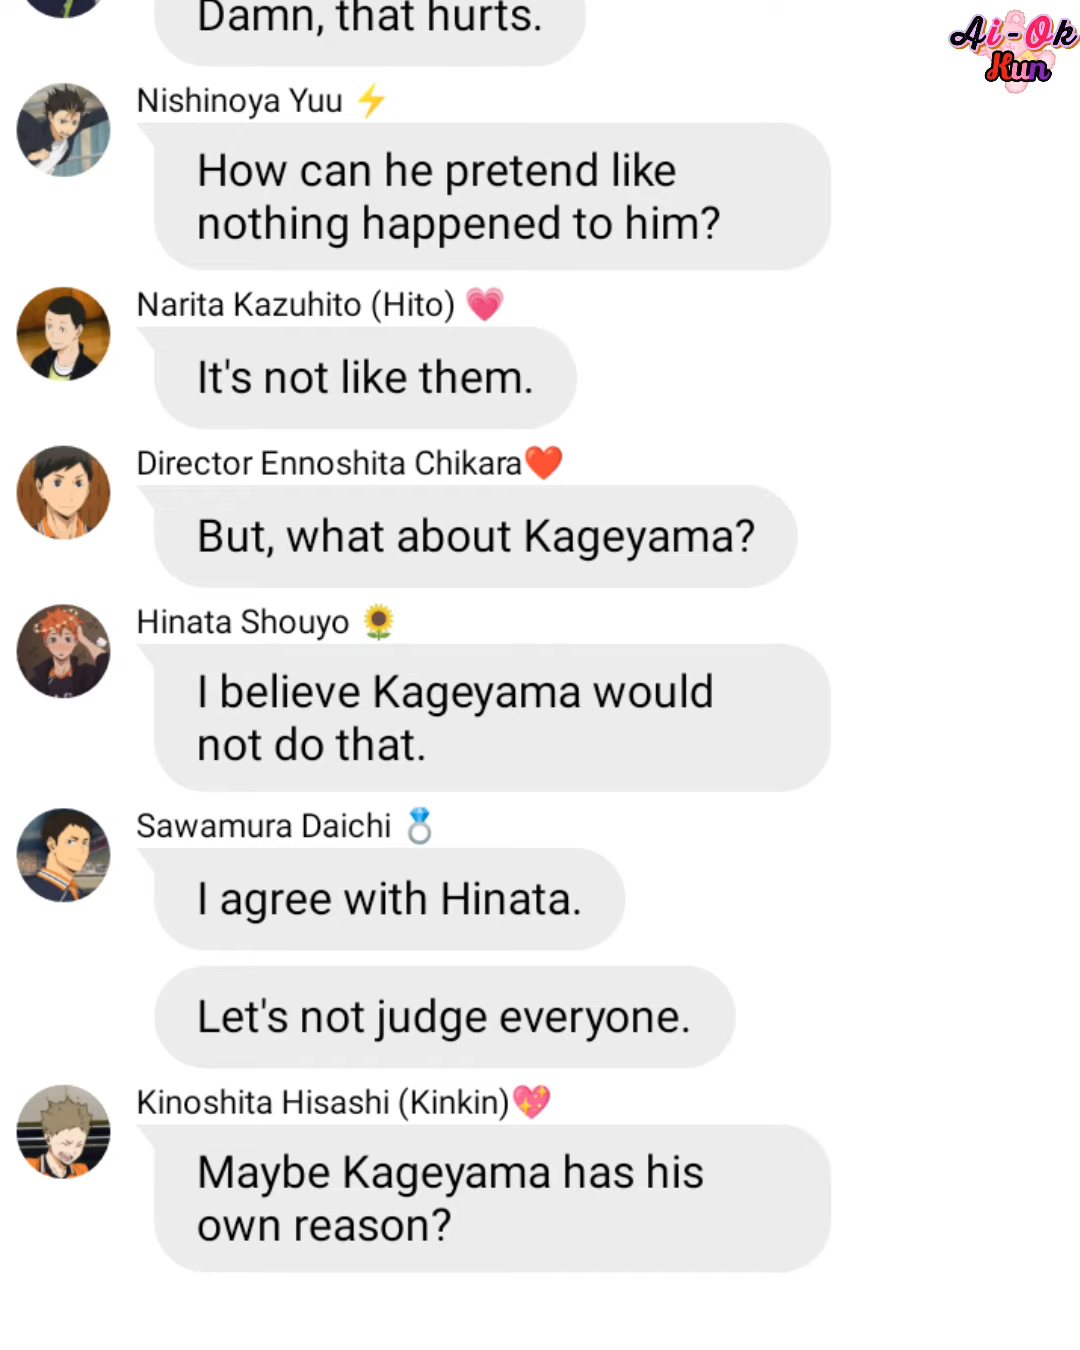 Damn, that hurts.
Ai-Ok
Kun
Nishinoya Yuu ⚡
How can he pretend like
nothing happened to him?
Narita Kazuhito (Hito) 💗
It's not like them.
Director Ennoshita Chikara❤️
But, what about Kageyama?
Hinata Shouyo 🌻
I believe Kageyama would
not do that.
Sawamura Daichi 💍
I agree with Hinata.
Let's not judge everyone.
Kinoshita Hisashi (Kinkin)💖
Maybe Kageyama has his
own reason?